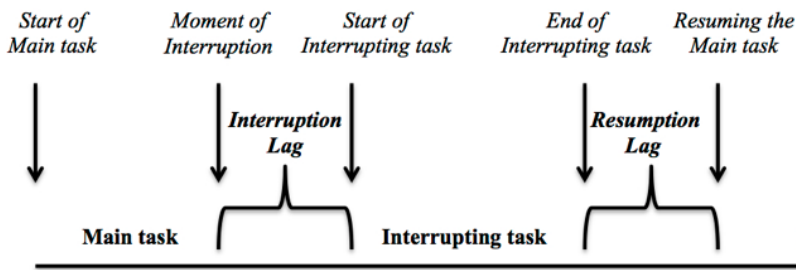 Start of
Main task
Moment of
Interruption
Start of
Interrupting task
End of
Interrupting task
Resuming the
Main task
Interruption
Lag
Resumption
Lag
Main task
Interrupting task